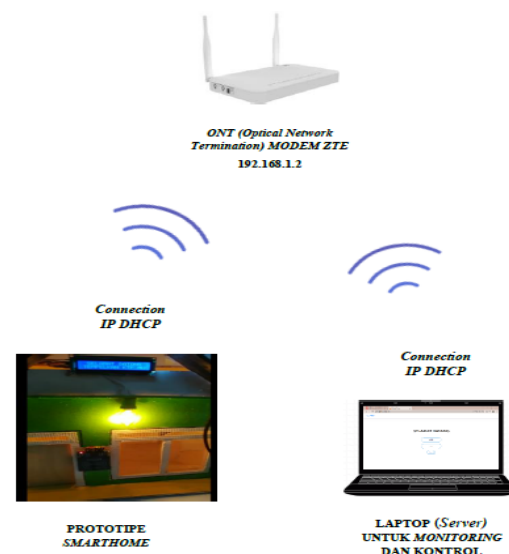 ONT (Optical Network
Termination) MODEM ZTE
192.168.1.2
Connection
IP DHCP
Connection
IP DHCP
PROTOTIPE
SMARTHOME
LAPTOP (Server)
UNTUK MONITORING
DAN KONTROL